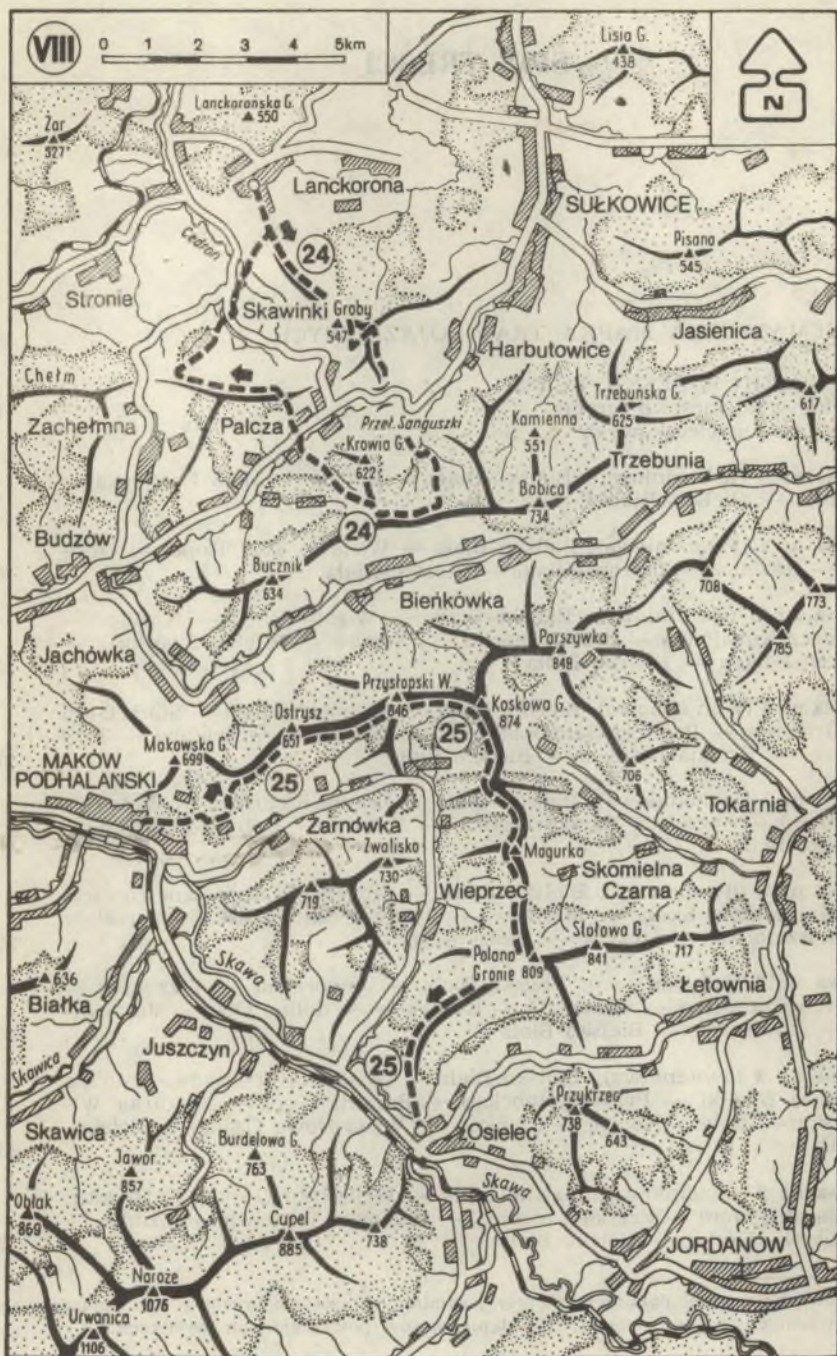 VIII
0 1 2 3 4 5km
N
Lisia G.
438
Lanckorońska G.
550
Żar
527
Lanckorona
SUŁKOWICE
Cedron
24
Pisana
545
Stronie
Skawinki
Groby
547
Jasienica
Harbutowice
Chełm
Trzebuńska G.
625
617
Zachełmna
Palcza
Przeł. Sanguszki
Kamienna
551
Krowia G.
622
Trzebunia
Babica
734
24
Budzów
Bucznik
634
Bieńkówka
708
773
785
Jachówka
Parszywka
848
Przysłopski W.
846
Koskowa G.
874
Ostrysz
651
25
Makowska G.
699
25
MAKÓW
PODHALAŃSKI
706
Tokarnia
Żarnówka
Zwalisko
730
Magurka
719
Wieprzec
Skomielna
Czarna
Stołowa G.
841
717
Skawa
Polana
Gronie
809
636
Białka
Łętownia
Juszczyn
25
Skawica
Przykrzec
738
643
Skawica
Osielec
Burdelowa G.
763
Jawor
857
Skawa
Obłak
869
Cupel
885
738
JORDANÓW
Naroże
1076
Urwanica
1106